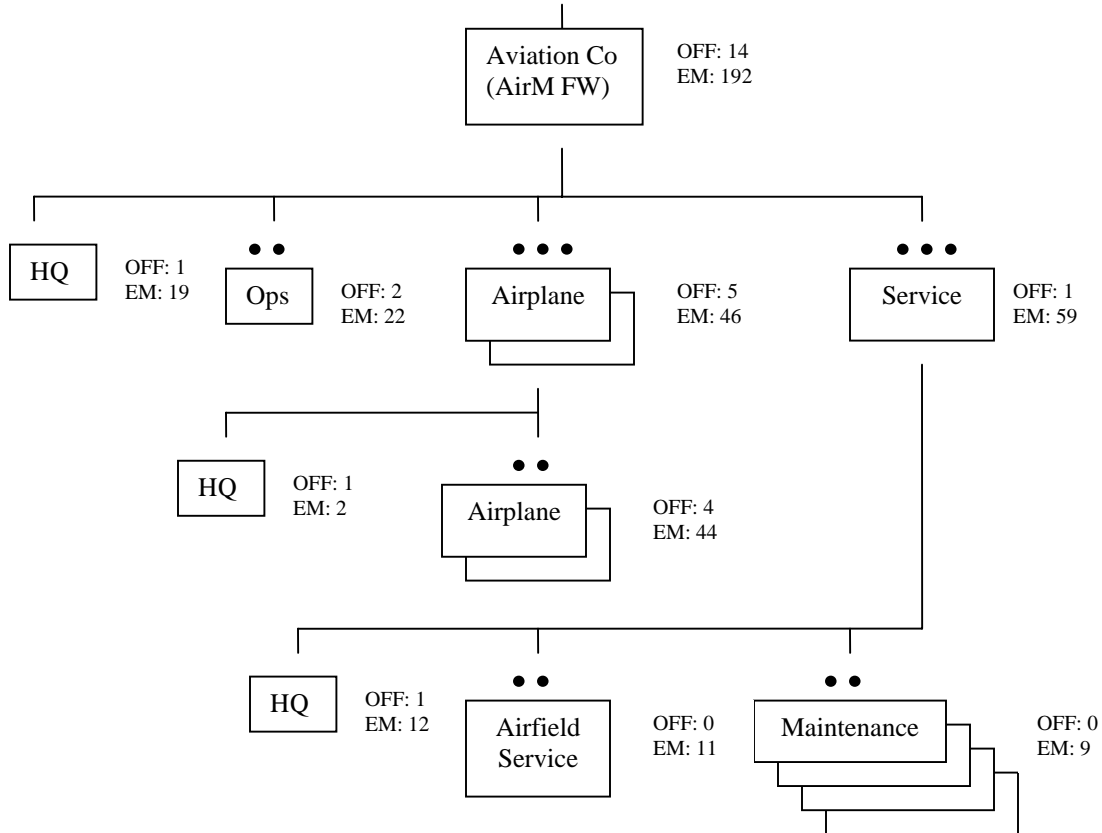 Aviation Co
(AirM FW)
OFF: 14
EM: 192
HQ
OFF: 1
EM: 19
Ops
OFF: 2
EM: 22
Airplane
OFF: 5
EM: 46
Service
OFF: 1
EM: 59
HQ
OFF: 1
EM: 2
Airplane
OFF: 4
EM: 44
HQ
OFF: 1
EM: 12
Airfield
Service
OFF: 0
EM: 11
Maintenance
OFF: 0
EM: 9